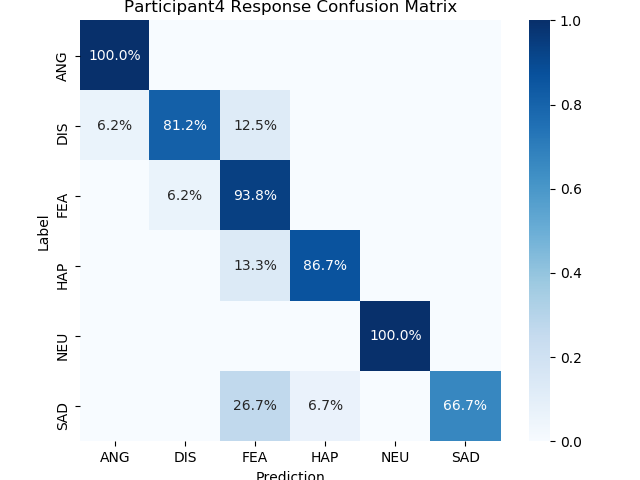 Participant4 Response Confusion Matrix
ANG 100.0%
DIS 6.2% 81.2% 12.5%
FEA 6.2% 93.8%
HAP 13.3% 86.7%
NEU 100.0%
SAD 26.7% 6.7% 66.7%
ANG DIS FEA HAP NEU SAD
Prediction
Label
1.0
0.8
0.6
0.4
0.2
0.0